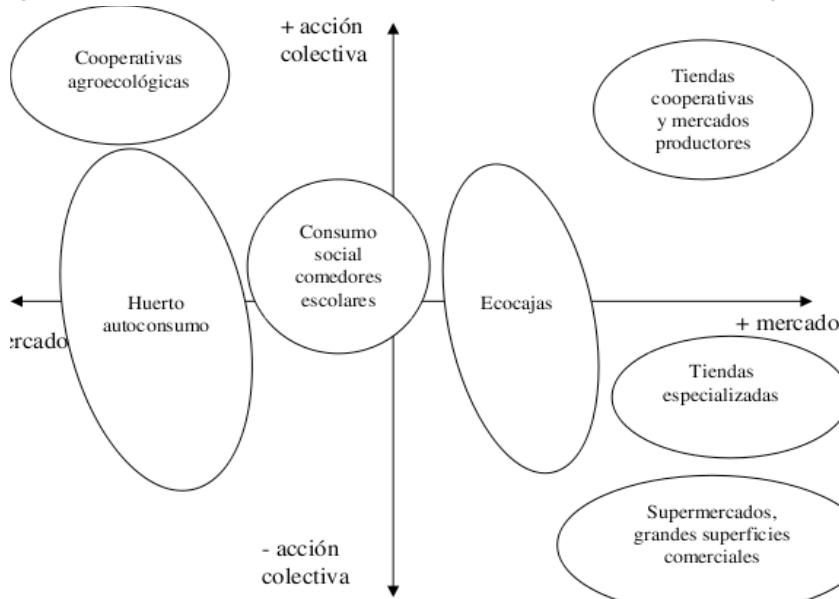 Cooperativas
agroecológicas
+ acción
colectiva
Tiendas
cooperativas
y mercados
productores
Consumo
social
comedores
escolares
Huerto
autoconsumo
Ecocajas
ercado
+ mercado
Tiendas
especializadas
Supermercados,
grandes superficies
comerciales
- acción
colectiva